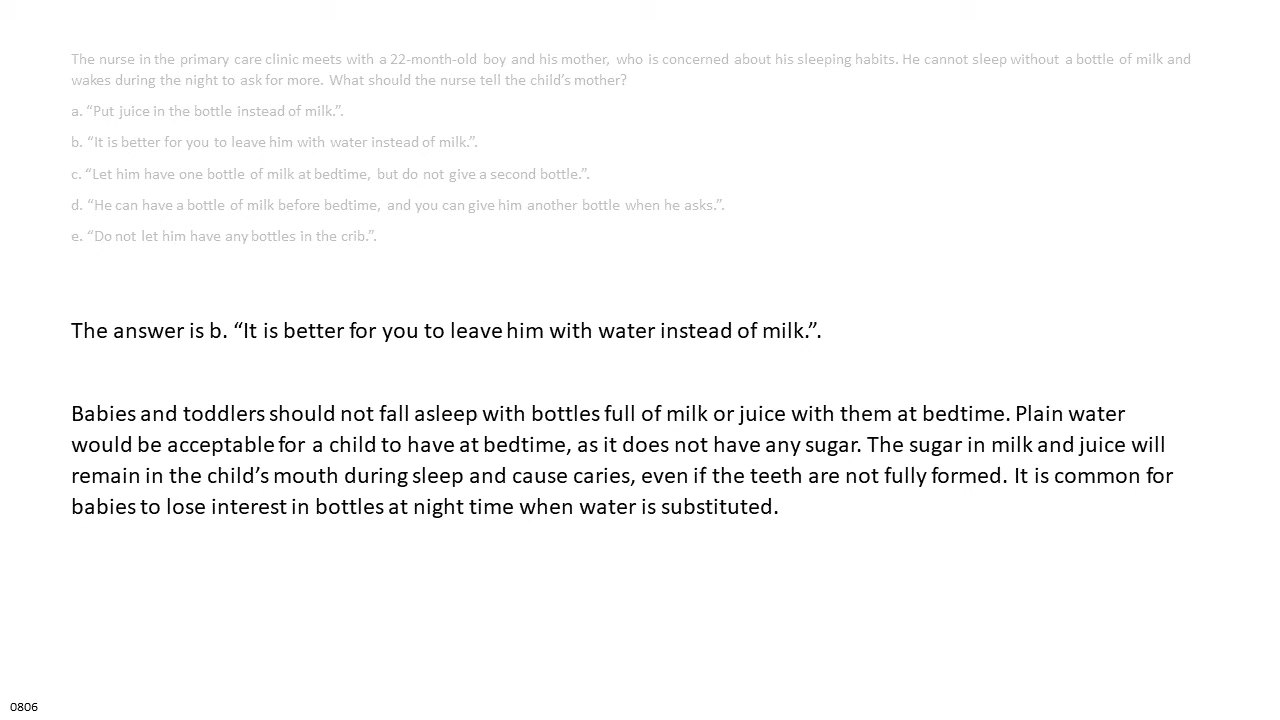 The nurse in the primary care clinic meets with a 22-month-old boy and his mother, who is concerned about his sleeping habits. He cannot sleep without a bottle of milk and
wakes during the night to ask for more. What should the nurse tell the child’s mother?
a. “Put juice in the bottle instead of milk.”.
b. “It is better for you to leave him with water instead of milk.”.
c. “Let him have one bottle of milk at bedtime, but do not give a second bottle.”.
d. “He can have a bottle of milk before bedtime, and you can give him another bottle when he asks.”.
e. “Do not let him have any bottles in the crib.”.
The answer is b. “It is better for you to leave him with water instead of milk.”.
Babies and toddlers should not fall asleep with bottles full of milk or juice with them at bedtime. Plain water
would be acceptable for a child to have at bedtime, as it does not have any sugar. The sugar in milk and juice will
remain in the child’s mouth during sleep and cause caries, even if the teeth are not fully formed. It is common for
babies to lose interest in bottles at night time when water is substituted.
0806